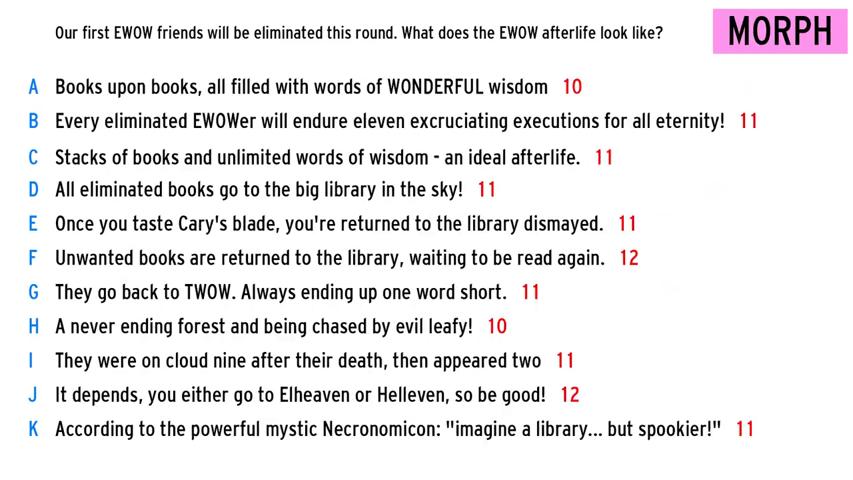 Our first EWOW friends will be eliminated this round. What does the EWOW afterlife look like?
MORPH
A Books upon books, all filled with words of WONDERFUL wisdom 10
B Every eliminated EWOWer will endure eleven excruciating executions for all eternity! 11
C Stacks of books and unlimited words of wisdom - an ideal afterlife. 11
D All eliminated books go to the big library in the sky! 11
E Once you taste Cary's blade, you're returned to the library dismayed. 11
F Unwanted books are returned to the library, waiting to be read again. 12
G They go back to TWOW. Always ending up one word short. 11
H A never ending forest and being chased by evil leafy! 10
I They were on cloud nine after their death, then appeared two 11
J It depends, you either go to Elheaven or Helleven, so be good! 12
K According to the powerful mystic Necronomicon: "imagine a library... but spookier!" 11